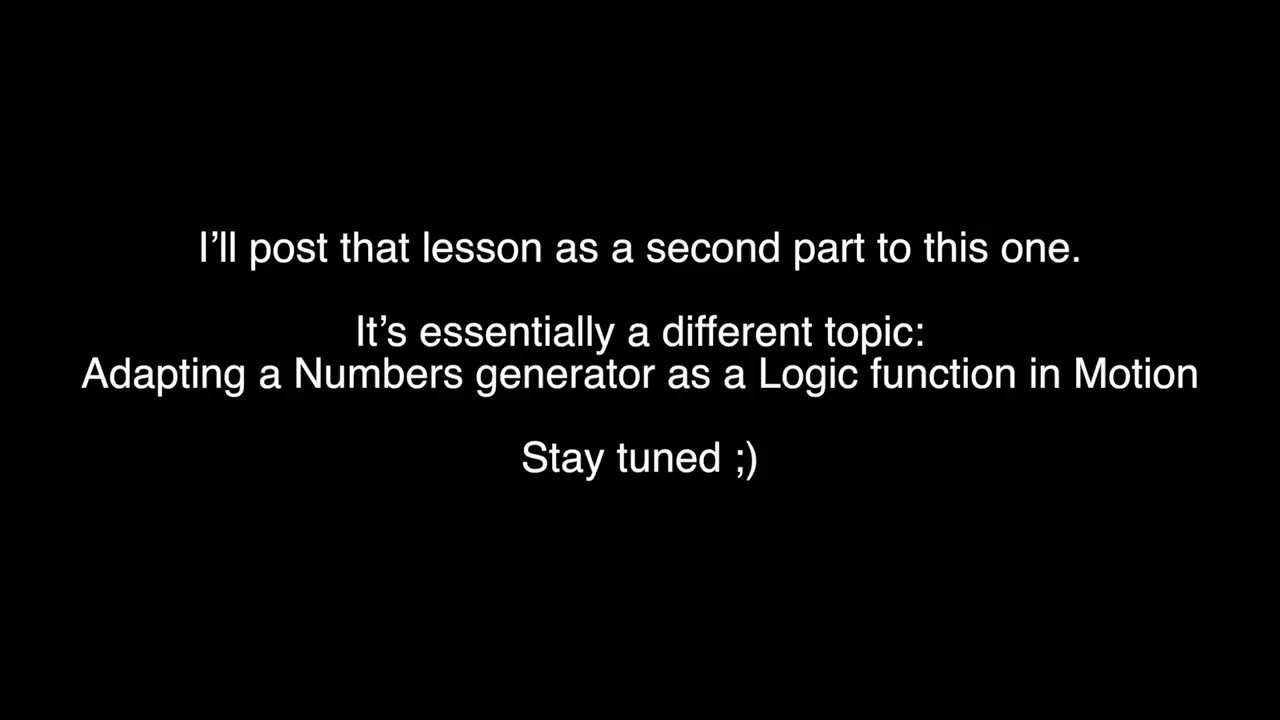 I’ll post that lesson as a second part to this one.
It’s essentially a different topic:
Adapting a Numbers generator as a Logic function in Motion
Stay tuned ;)